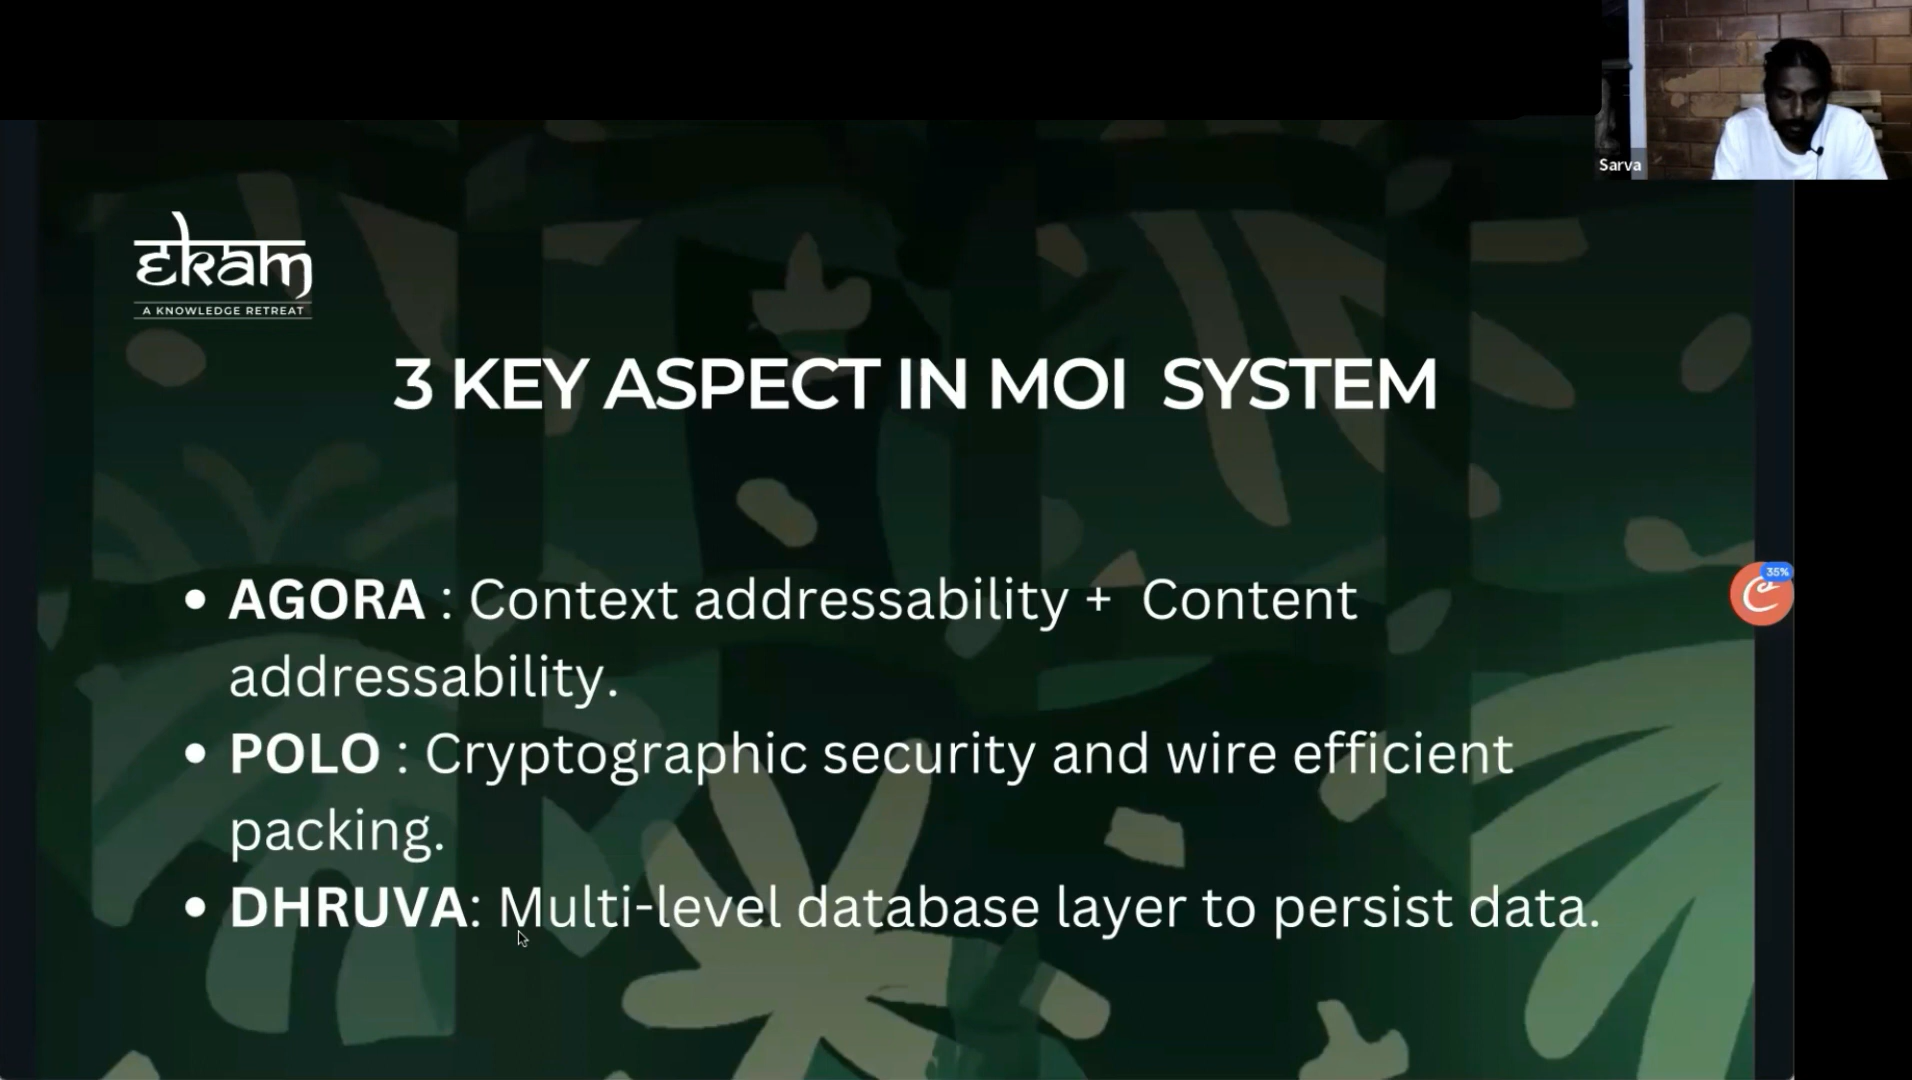 Sarva
ekam
A KNOWLEDGE RETREAT
3 KEY ASPECT IN MOI SYSTEM
35%
• AGORA : Context addressability + Content
addressability.
• POLO : Cryptographic security and wire efficient
packing.
• DHRUVA: Multi-level database layer to persist data.